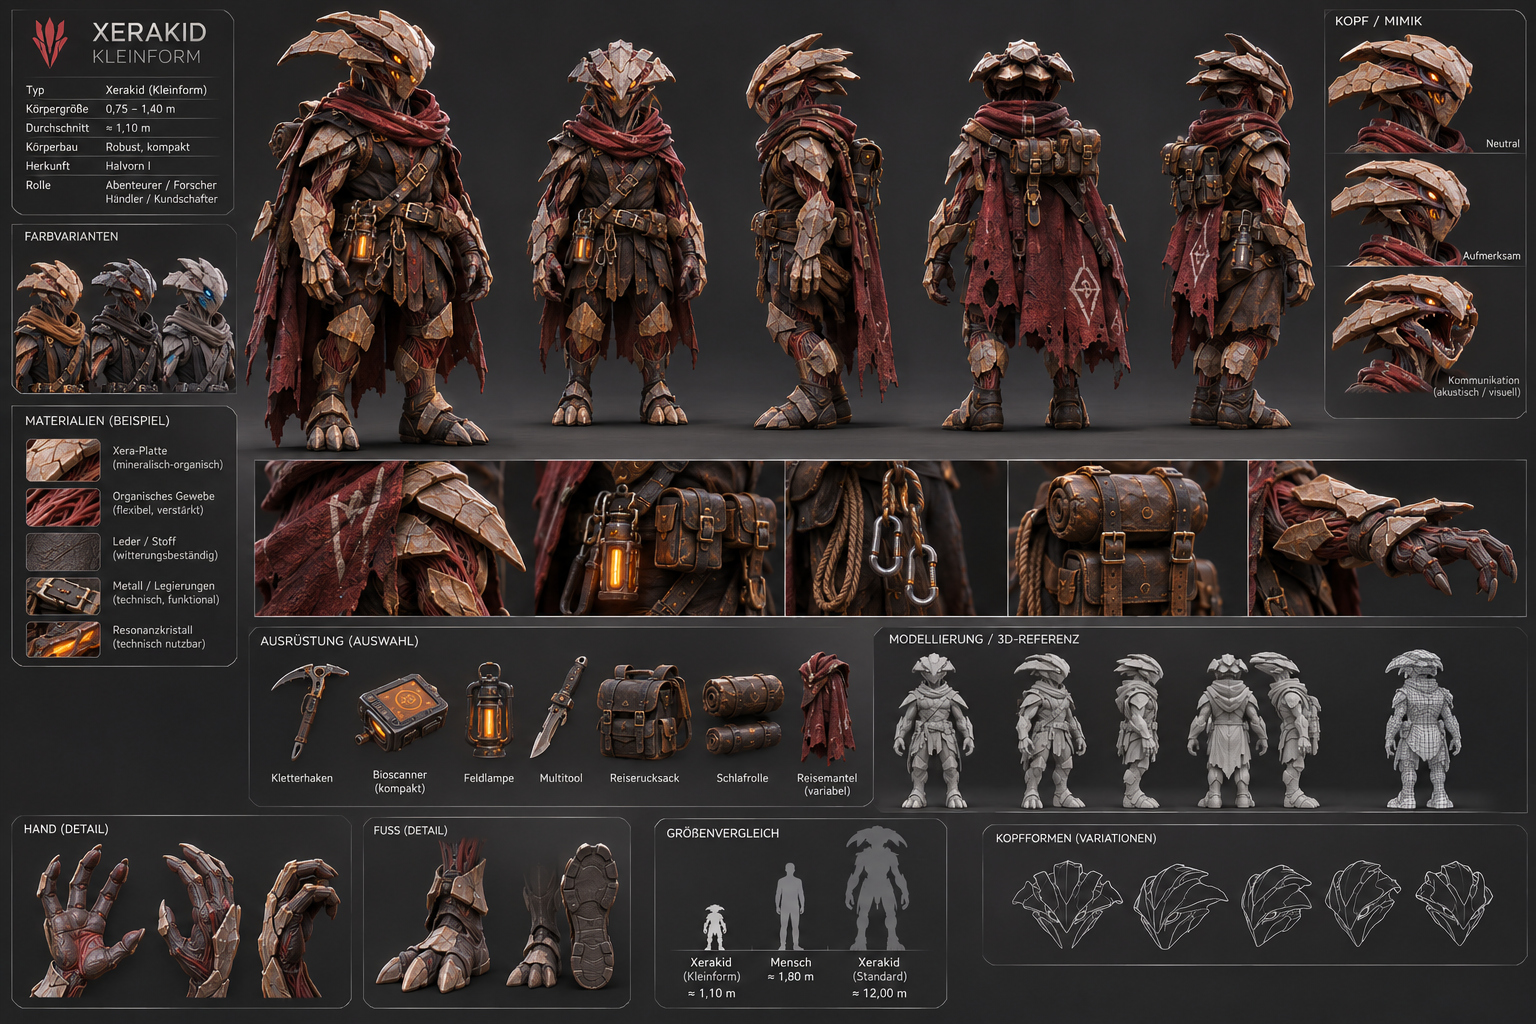 XERAKID
KLEINFORM
Typ Xerakid (Kleinform)
Körpergröße 0,75 – 1,40 m
Durchschnitt ≈ 1,10 m
Körperbau Robust, kompakt
Herkunft Halvorn I
Rolle Abenteurer / Forscher
Händler / Kundschafter
FARBVARIANTEN
MATERIALIEN (BEISPIEL)
Xera-Platte
(mineralisch-organisch)
Organisches Gewebe
(flexibel, verstärkt)
Leder / Stoff
(witterungsbeständig)
Metall / Legierungen
(technisch, funktional)
Resonanzkristall
(technisch nutzbar)
KOPF / MIMIK
Neutral
Aufmerksam
Kommunikation
(akustisch / visuell)
AUSRÜSTUNG (AUSWAHL)
Kletterhaken
Bioscanner
(kompakt)
Feldlampe
Multitool
Reiserucksack
Schlafrolle
Reisemantel
(variabel)
MODELLIERUNG / 3D-REFERENZ
HAND (DETAIL)
FUSS (DETAIL)
GRÖßENVERGLEICH
Xerakid
(Kleinform)
≈ 1,10 m
Mensch
≈ 1,80 m
Xerakid
(Standard)
≈ 12,00 m
KOPFFORMEN (VARIATIONEN)